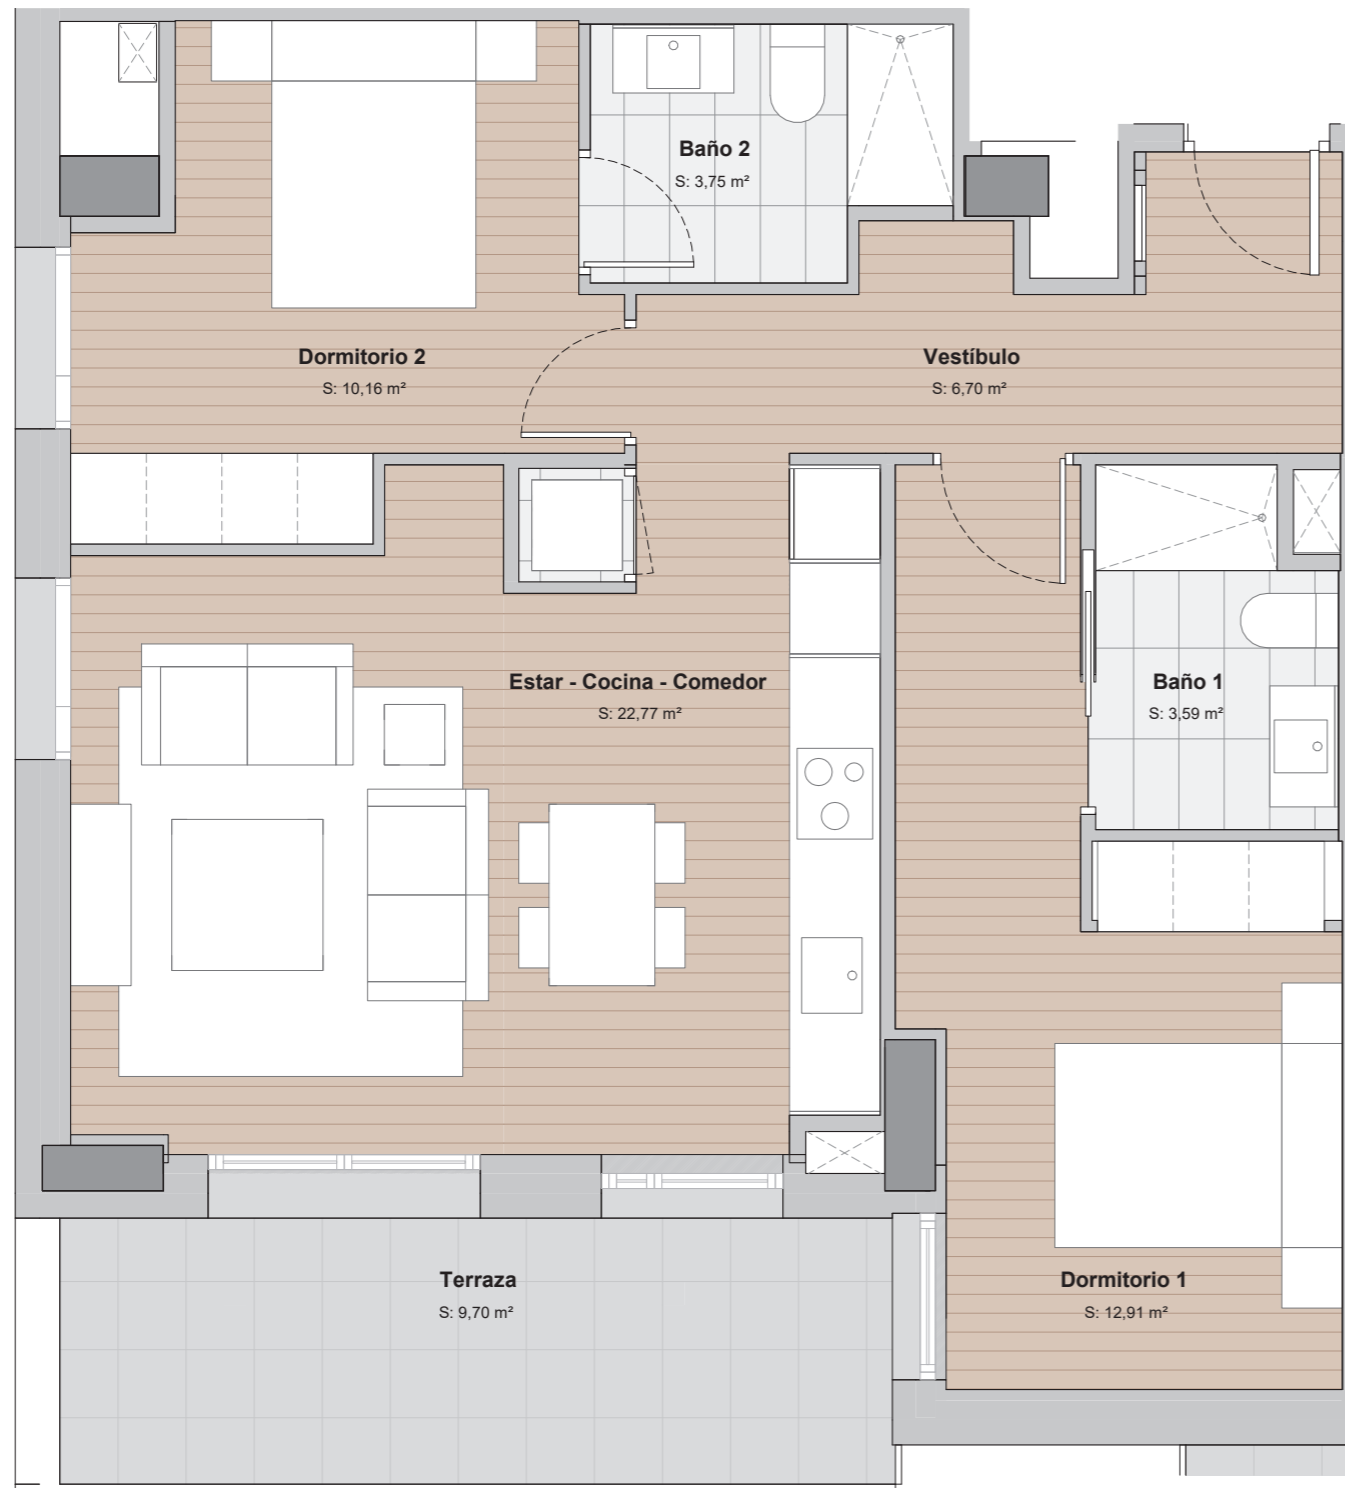 Baño 2
S: 3,75 m²
Dormitorio 2
S: 10,16 m²
Vestíbulo
S: 6,70 m²
Estar - Cocina - Comedor
S: 22,77 m²
Baño 1
S: 3,59 m²
Terraza
S: 9,70 m²
Dormitorio 1
S: 12,91 m²